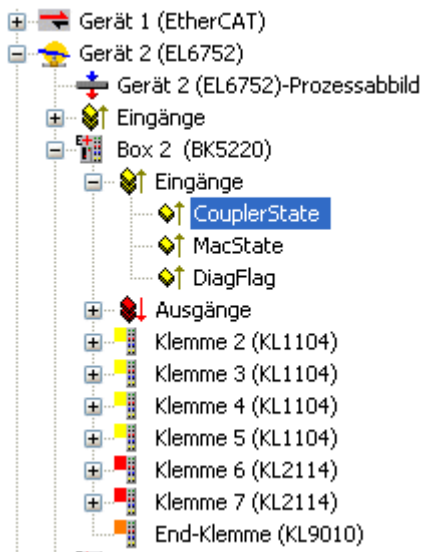 Gerät 1 (EtherCAT)
Gerät 2 (EL6752)
Gerät 2 (EL6752)-Prozessabbild
Eingänge
Box 2 (BK5220)
Eingänge
CouplerState
MacState
DiagFlag
Ausgänge
Klemme 2 (KL1104)
Klemme 3 (KL1104)
Klemme 4 (KL1104)
Klemme 5 (KL1104)
Klemme 6 (KL2114)
Klemme 7 (KL2114)
End-Klemme (KL9010)